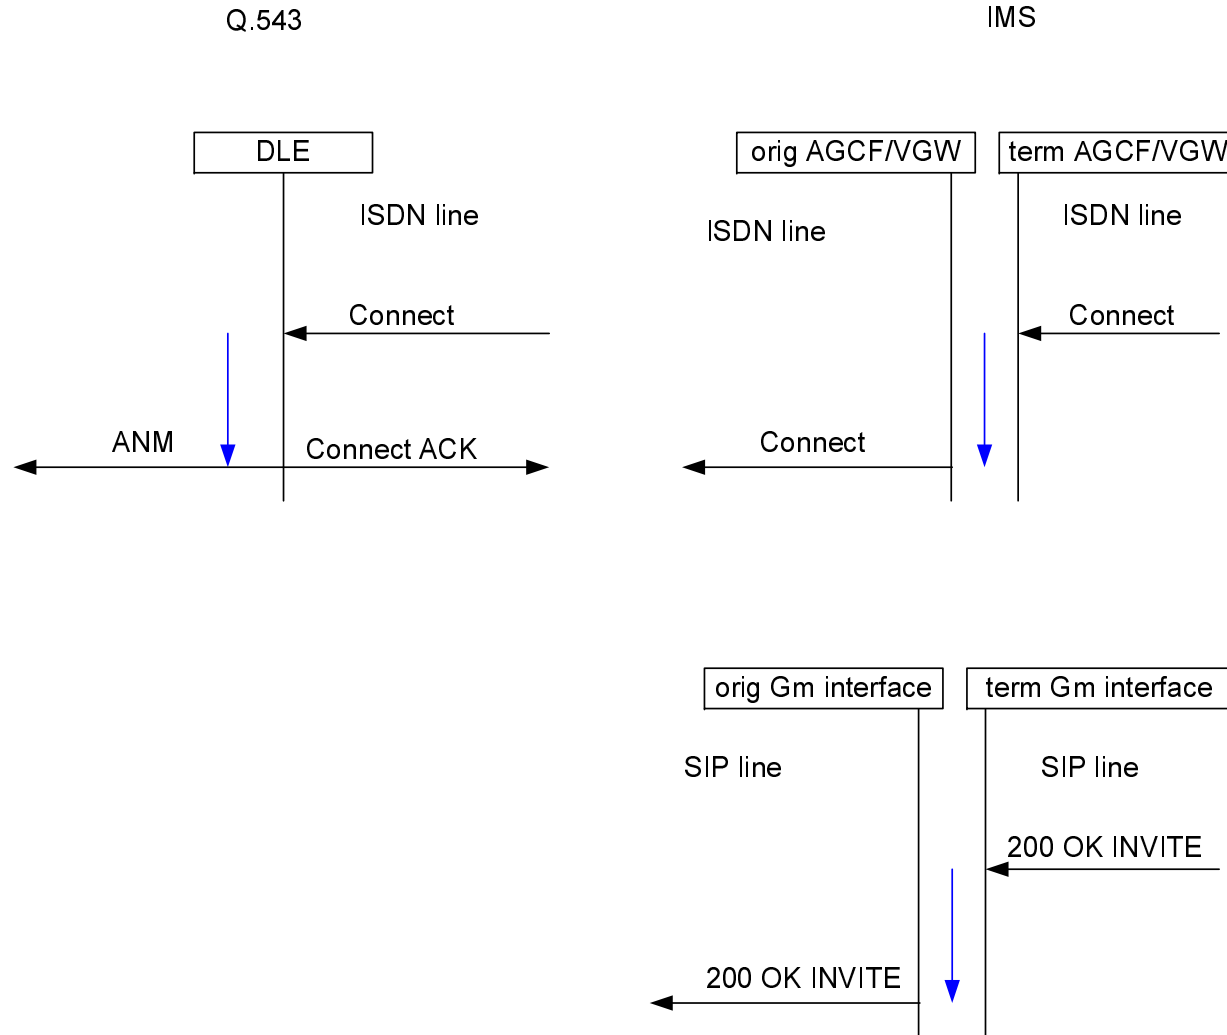 Q.543
IMS
DLE
orig AGCF/VGW
term AGCF/VGW
ISDN line
ISDN line
ISDN line
Connect
Connect
ANM
Connect ACK
Connect
orig Gm interface
term Gm interface
SIP line
SIP line
200 OK INVITE
200 OK INVITE